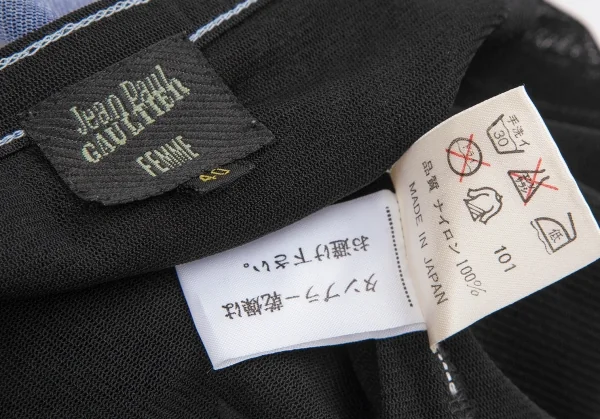 Jean Paul
GAULTIER
FEMME
40
手洗イ
30
低
101
品質 ナイロン 100%
MADE IN JAPAN
タンブラー乾燥は
お避け下さい。